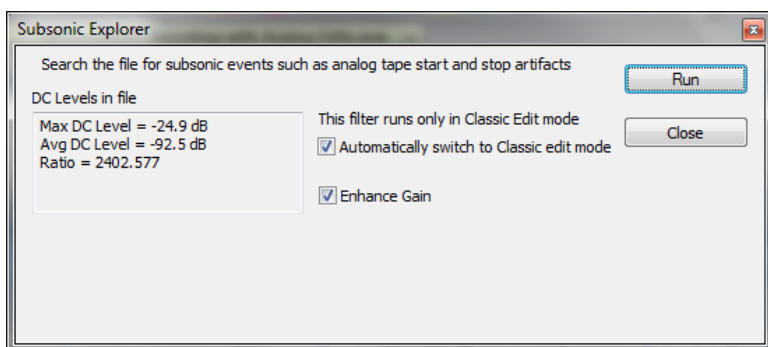 Subsonic Explorer
Search the file for subsonic events such as analog tape start and stop artifacts
Run
DC Levels in file
Max DC Level = -24.9 dB
Avg DC Level = -92.5 dB
Ratio = 2402.577
This filter runs only in Classic Edit mode
Automatically switch to Classic edit mode
Close
Enhance Gain